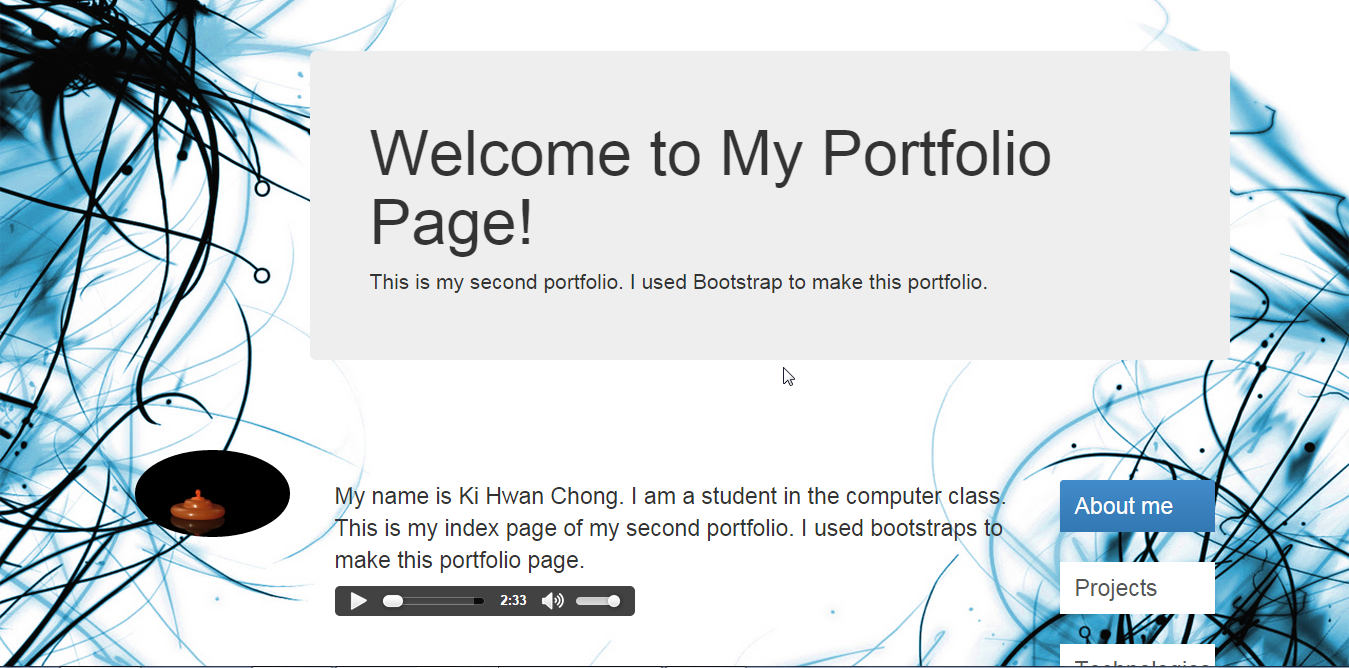 Welcome to My Portfolio
Page!
This is my second portfolio. I used Bootstrap to make this portfolio.
My name is Ki Hwan Chong. I am a student in the computer class.
This is my index page of my second portfolio. I used bootstraps to
make this portfolio page.
2:33
About me
Projects
Technologies